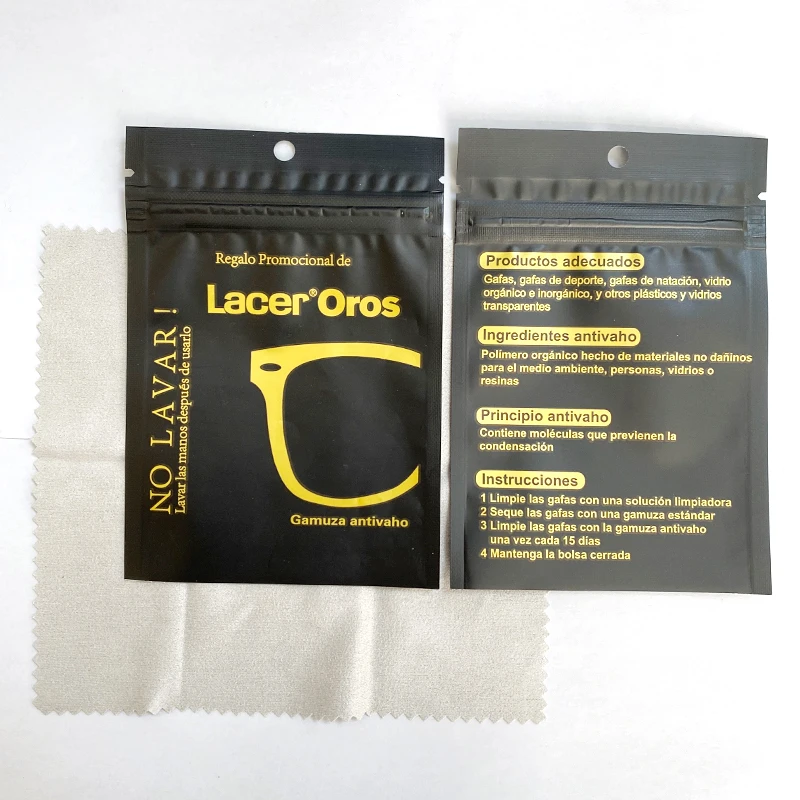 Regalo Promocional de
Lacer®Oros
NO LAVAR!
Lavar las manos después de usarlo
Gamuza antivaho
Productos adecuados
Gafas, gafas de deporte, gafas de natación, vidrio
orgánico e inorgánico, y otros plásticos y vidrios
transparentes
Ingredientes antivaho
Polímero orgánico hecho de materiales no dañinos
para el medio ambiente, personas, vidrios o
resinas
Principio antivaho
Contiene moléculas que previenen la
condensación
Instrucciones
1 Limpie las gafas con una solución limpiadora
2 Seque las gafas con una gamuza estándar
3 Limpie las gafas con la gamuza antivaho
una vez cada 15 días
4 Mantenga la bolsa cerrada